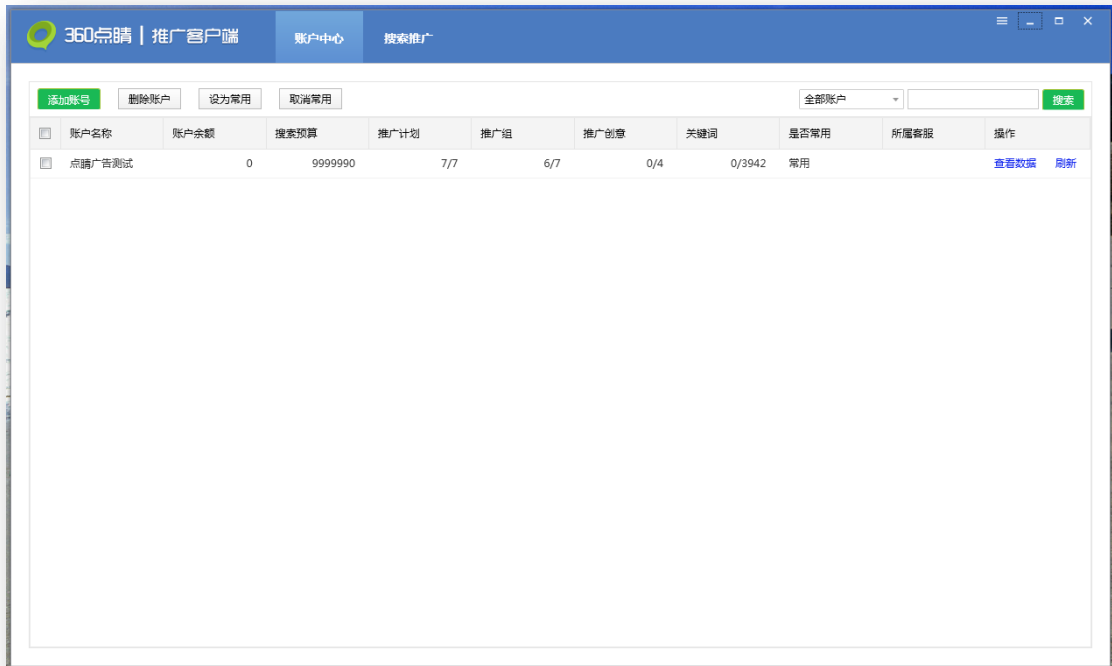 360点睛 | 推广客户端 账户中心 搜索推广
添加账号 删除账户 设为常用 取消常用 全部账户 搜索
账户名称 账户余额 搜索预算 推广计划 推广组 推广创意 关键词 是否常用 所属客服 操作
点睛广告测试 0 9999990 7/7 6/7 0/4 0/3942 常用 查看数据 刷新